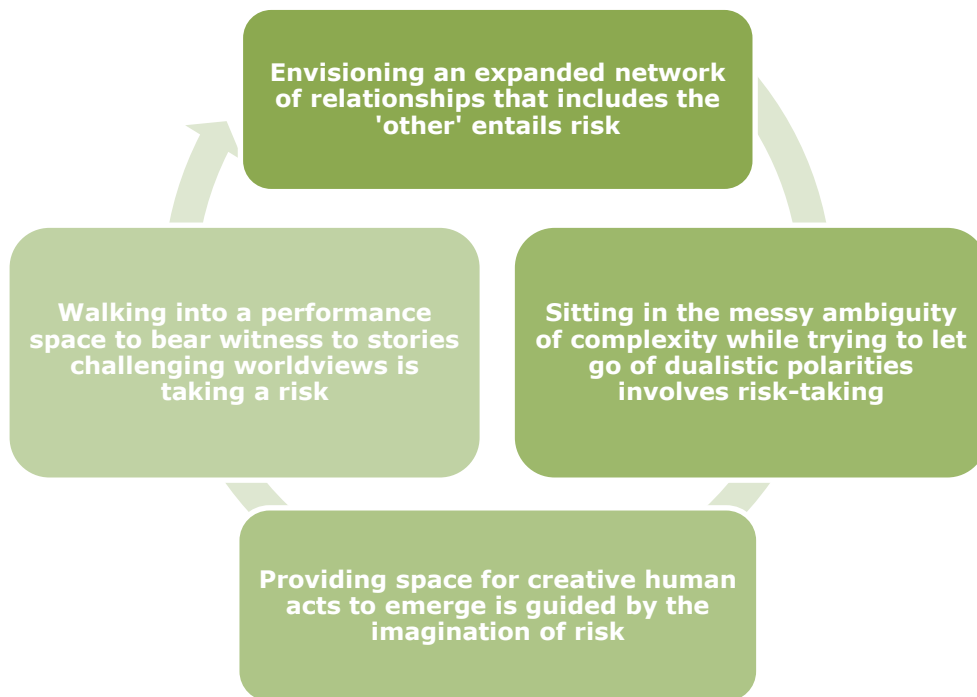 Envisioning an expanded network
of relationships that includes the
'other' entails risk
Sitting in the messy ambiguity
of complexity while trying to let
go of dualistic polarities
involves risk-taking
Providing space for creative human
acts to emerge is guided by the
imagination of risk
Walking into a performance
space to bear witness to stories
challenging worldviews is
taking a risk